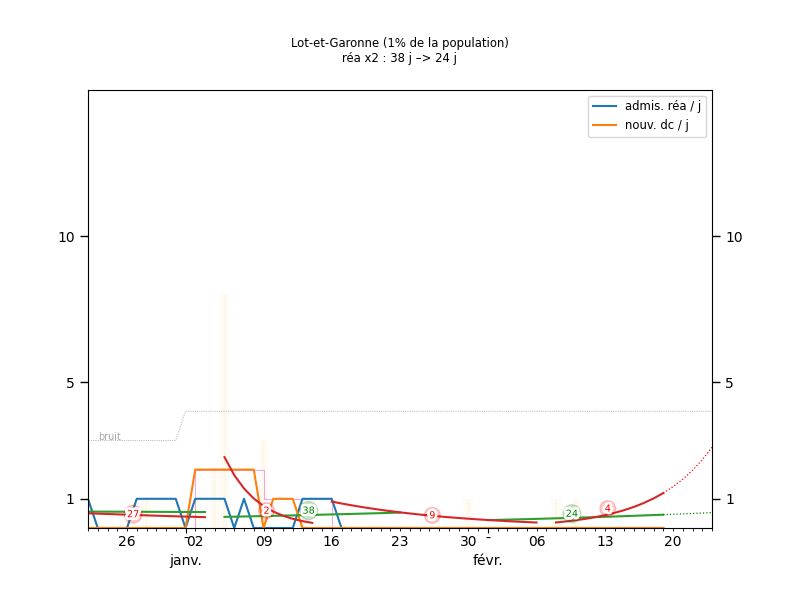 Lot-et-Garonne (1% de la population)
réa x2 : 38 j –> 24 j
admis. réa / j
nouv. dc / j
10 10
5 5
bruit
1 1
27 2 38 9 24 4
26 02 09 16 23 30 06 13 20
janv. févr.